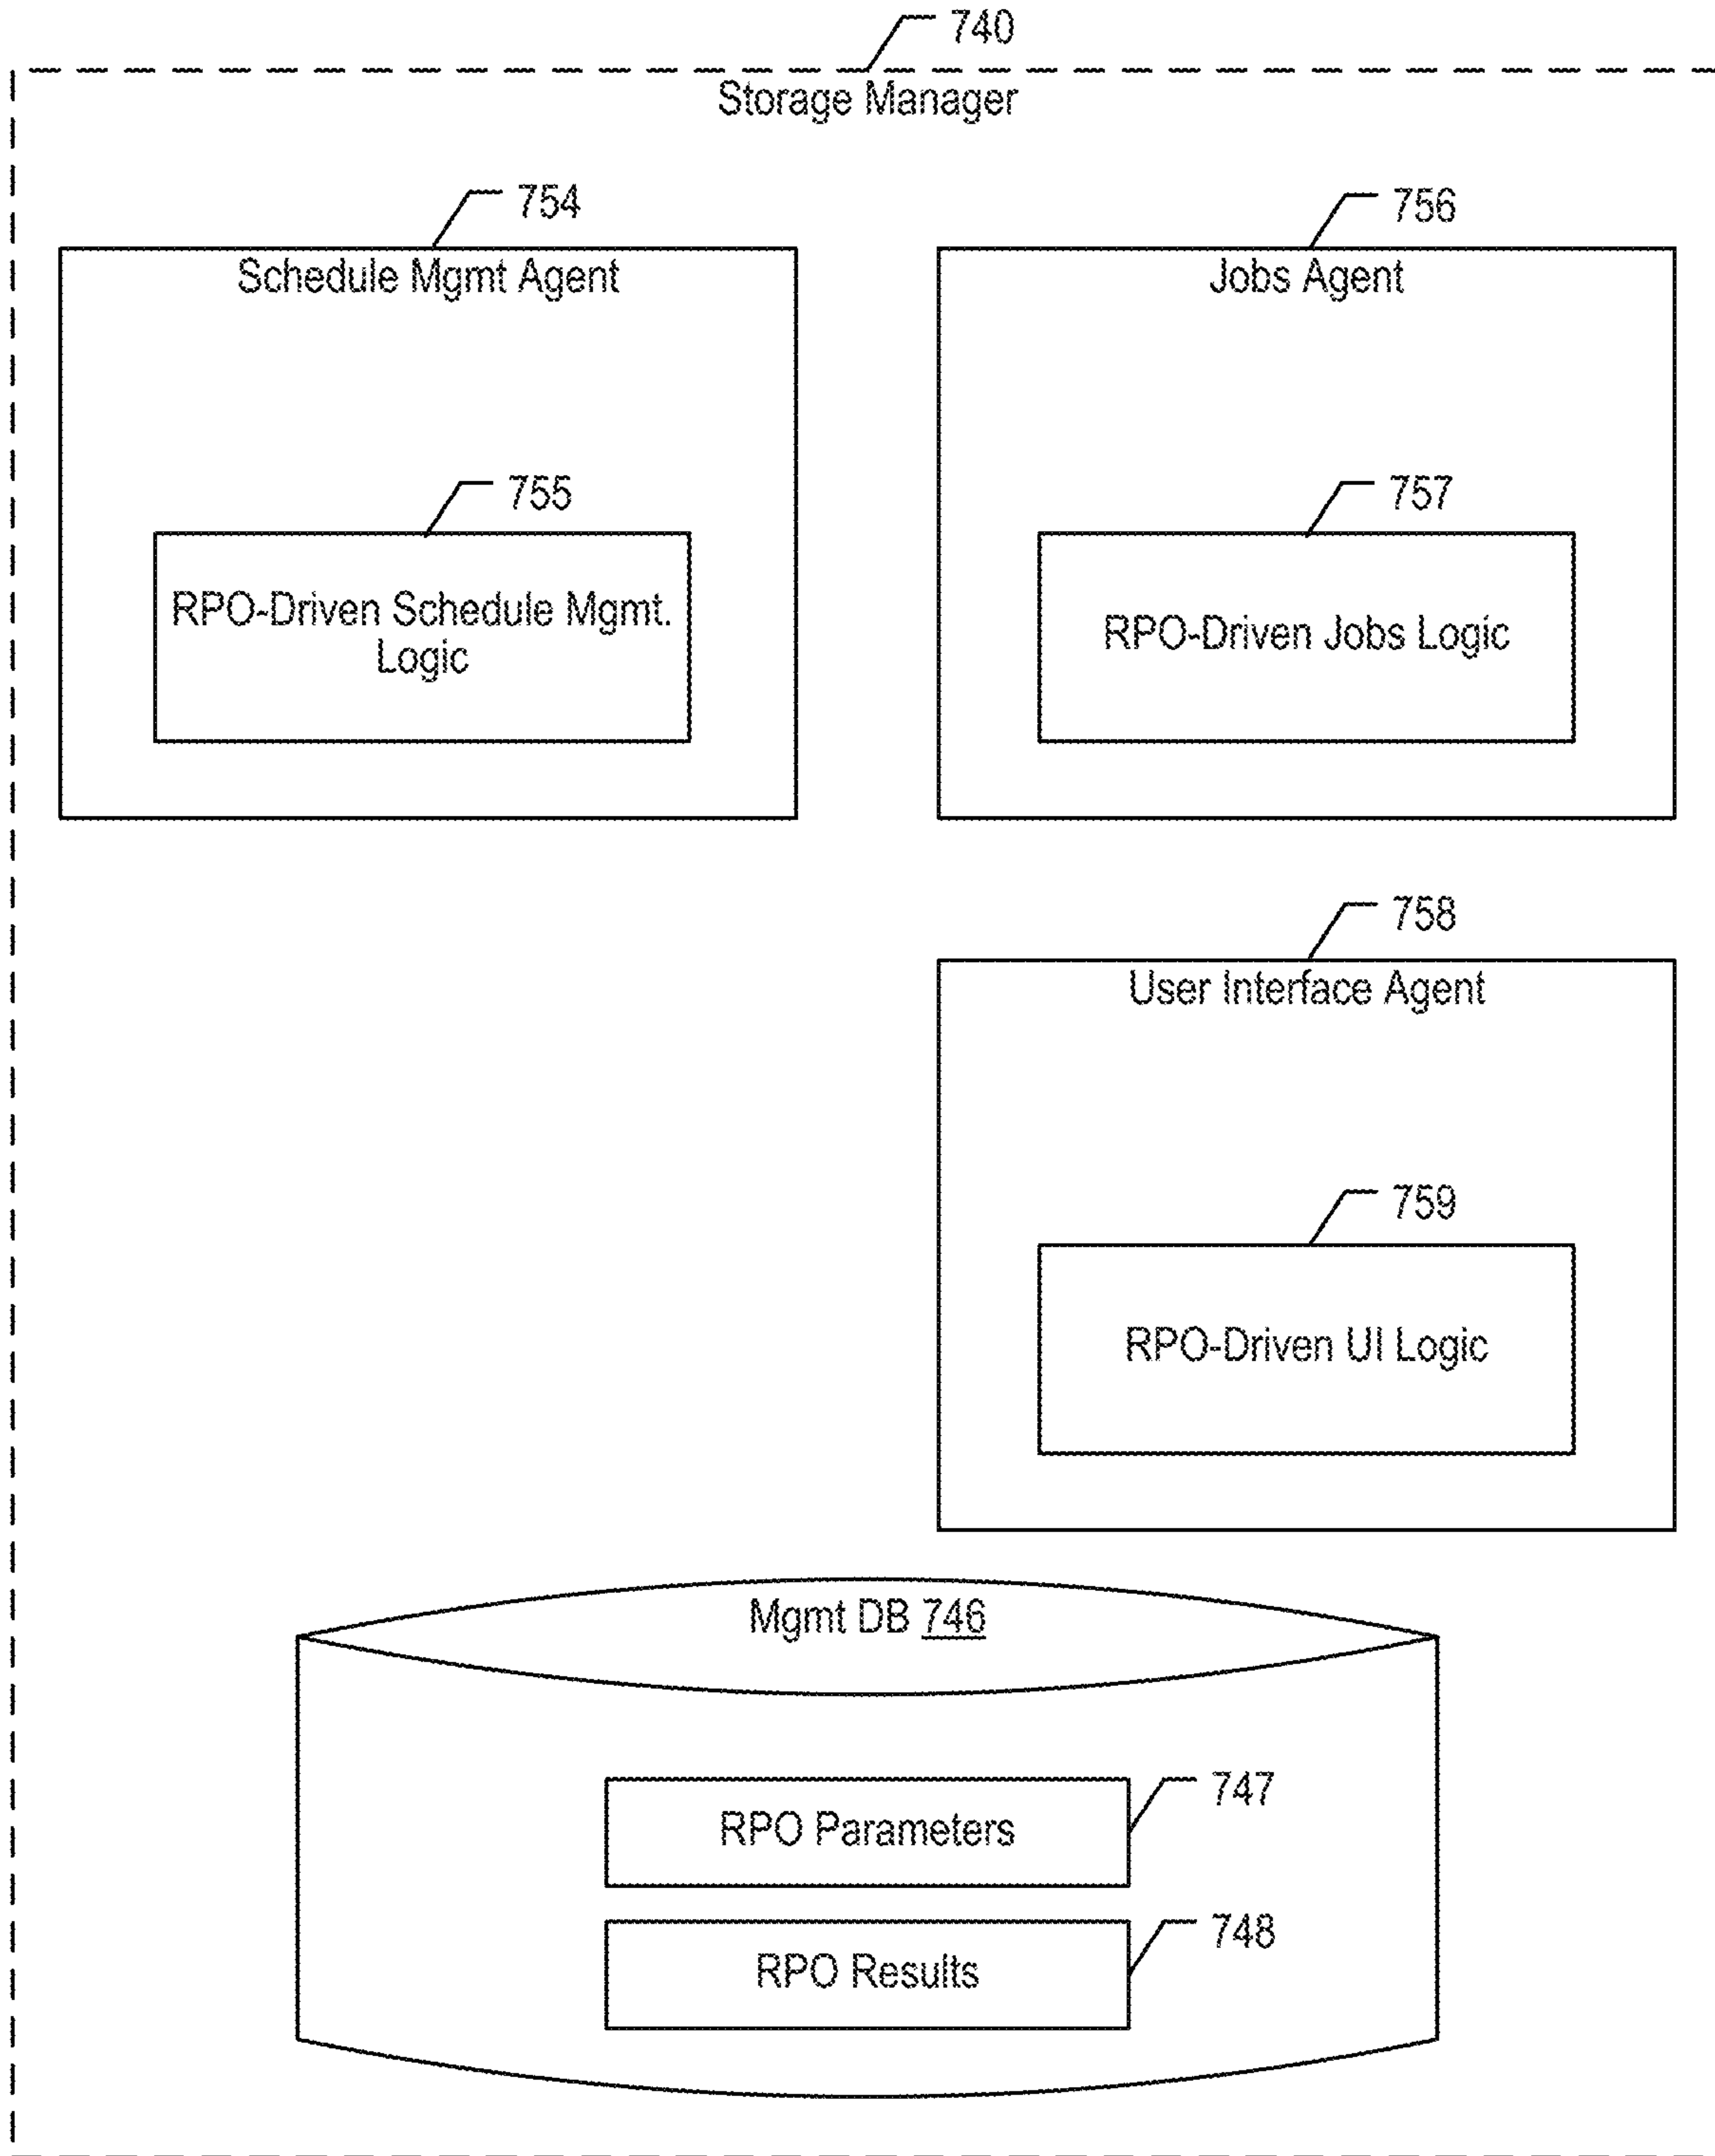 740
Storage Manager
754
Schedule Mgmt Agent
755
RPO-Driven Schedule Mgmt.
Logic
756
Jobs Agent
757
RPO-Driven Jobs Logic
758
User Interface Agent
759
RPO-Driven UI Logic
Mgmt DB 746
RPO Parameters
747
RPO Results
748